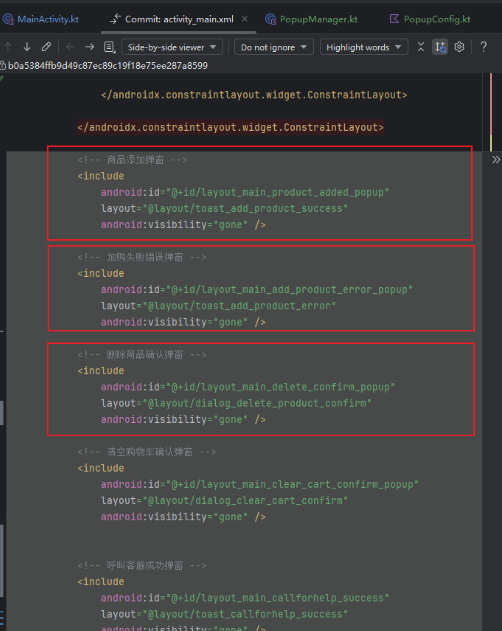 MainActivity.kt
Commit: activity_main.xml
PopupManager.kt
PopupConfig.kt
Side-by-side viewer
Do not ignore
Highlight words
?
b0a5384ffb9d49c87ec89c19f18e75ee287a8599
</androidx.constraintlayout.widget.ConstraintLayout>
</androidx.constraintlayout.widget.ConstraintLayout>
<!-- 商品添加弹窗 -->
<include
android:id="@+id/layout_main_product_added_popup"
layout="@layout/toast_add_product_success"
android:visibility="gone" />
<!-- 加购失败错误弹窗 -->
<include
android:id="@+id/layout_main_add_product_error_popup"
layout="@layout/toast_add_product_error"
android:visibility="gone" />
<!-- 删除商品确认弹窗 -->
<include
android:id="@+id/layout_main_delete_confirm_popup"
layout="@layout/dialog_delete_product_confirm"
android:visibility="gone" />
<!-- 清空购物车确认弹窗 -->
<include
android:id="@+id/layout_main_clear_cart_confirm_popup"
layout="@layout/dialog_clear_cart_confirm"
android:visibility="gone" />
<!-- 呼叫客服成功弹窗 -->
<include
android:id="@+id/layout_main_callforhelp_success"
layout="@layout/toast_callforhelp_success"
android:visibility="gone" />